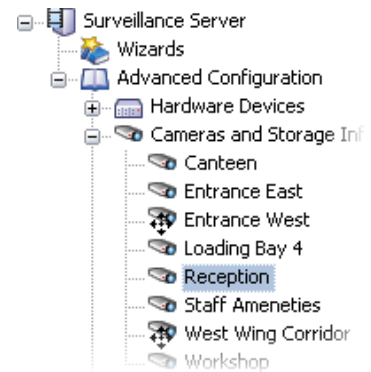 Surveillance Server
Wizards
Advanced Configuration
Hardware Devices
Cameras and Storage Inf
Canteen
Entrance East
Entrance West
Loading Bay 4
Reception
Staff Ameneties
West Wing Corridor
Workshop